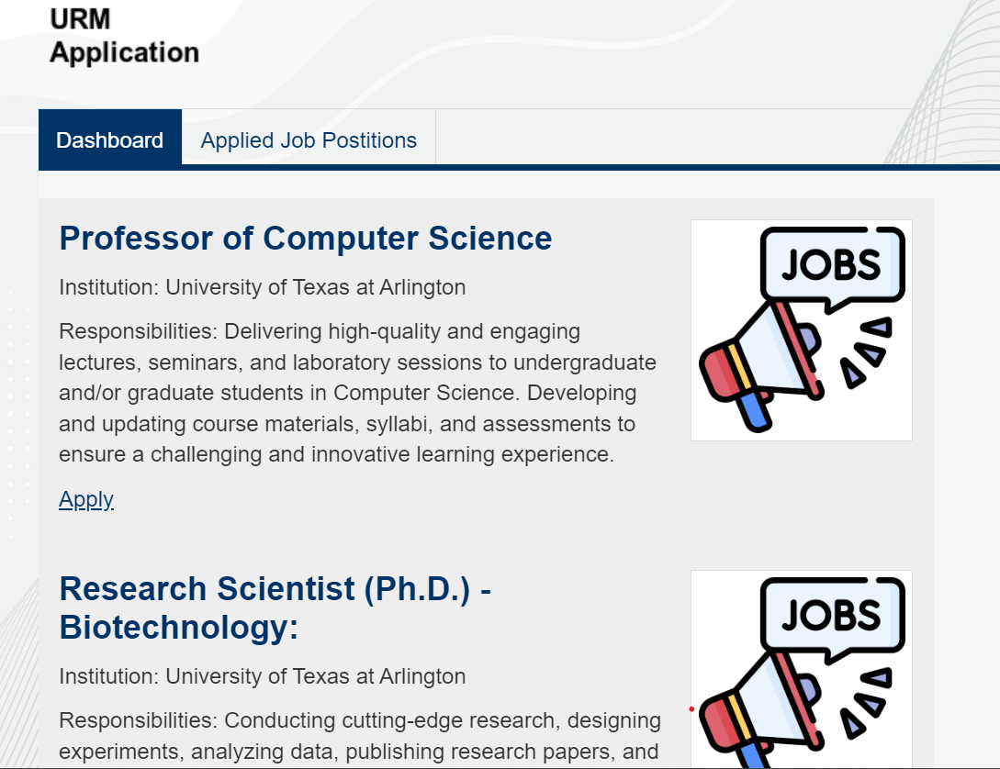 URM
Application
Dashboard
Applied Job Postitions
Professor of Computer Science
Institution: University of Texas at Arlington
Responsibilities: Delivering high-quality and engaging
lectures, seminars, and laboratory sessions to undergraduate
and/or graduate students in Computer Science. Developing
and updating course materials, syllabi, and assessments to
ensure a challenging and innovative learning experience.
Apply
JOBS
Research Scientist (Ph.D.) -
Biotechnology:
Institution: University of Texas at Arlington
Responsibilities: Conducting cutting-edge research, designing
experiments, analyzing data, publishing research papers, and
JOBS